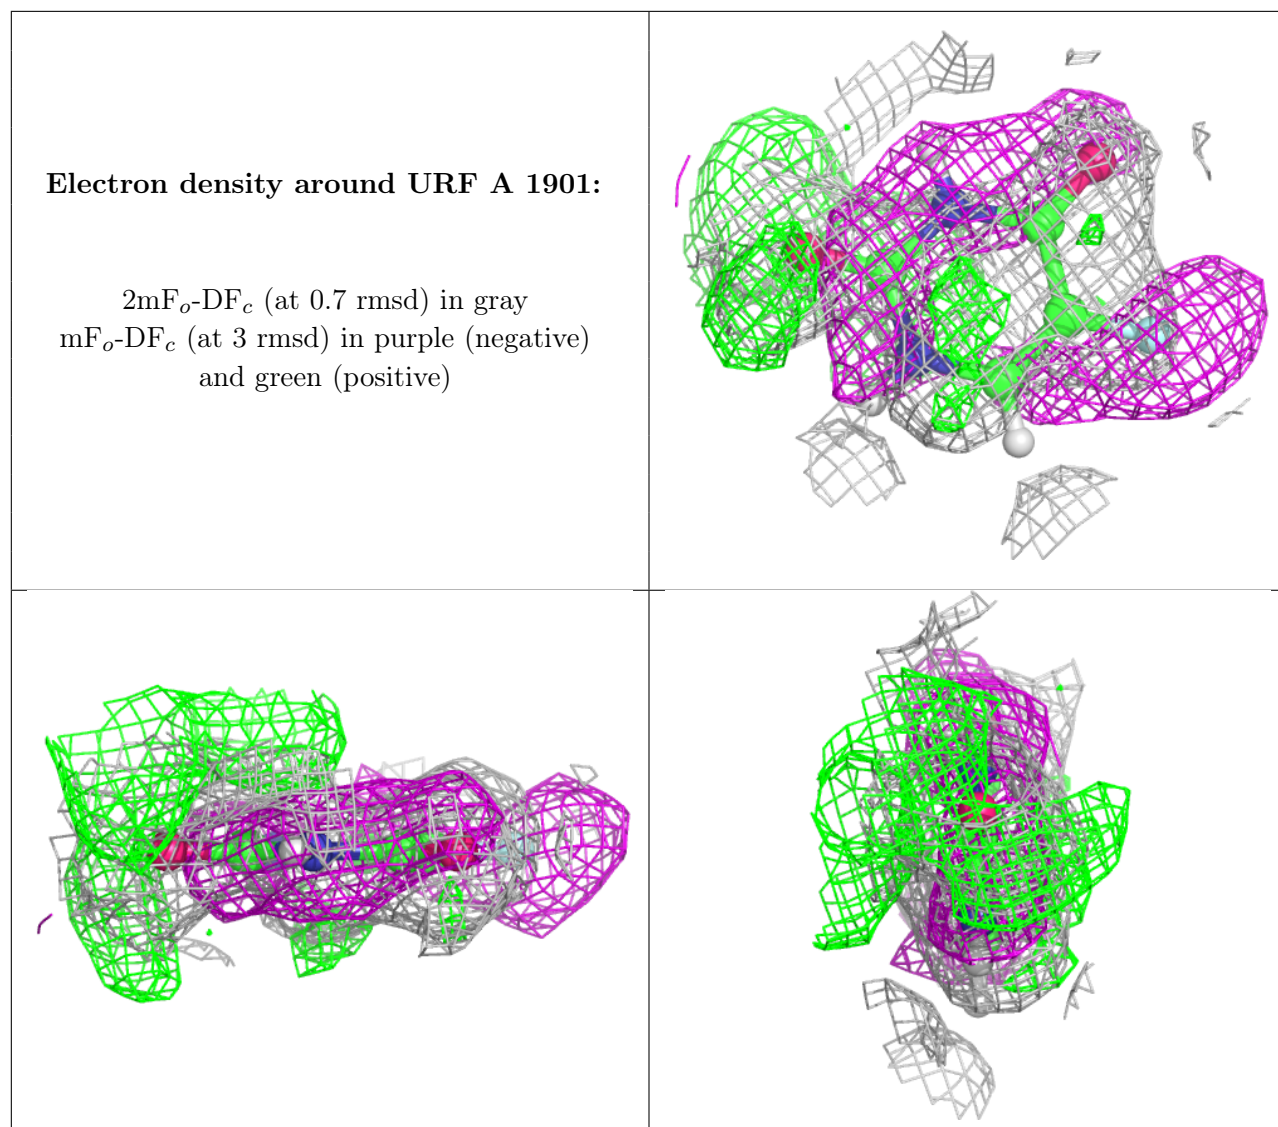 Electron density around URF A 1901:
2mFo-DFc (at 0.7 rmsd) in gray
mFo-DFc (at 3 rmsd) in purple (negative)
and green (positive)